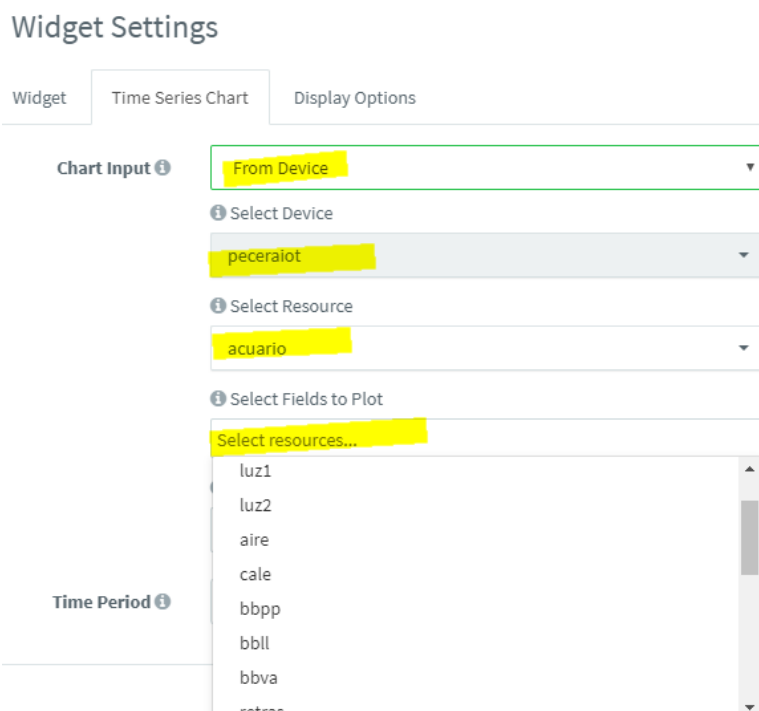 Widget Settings
Widget Time Series Chart Display Options
Chart Input From Device
Select Device
peceraiot
Select Resource
acuario
Select Fields to Plot
Select resources...
luz1
luz2
aire
cale
Time Period
bbpp
bbll
bbva